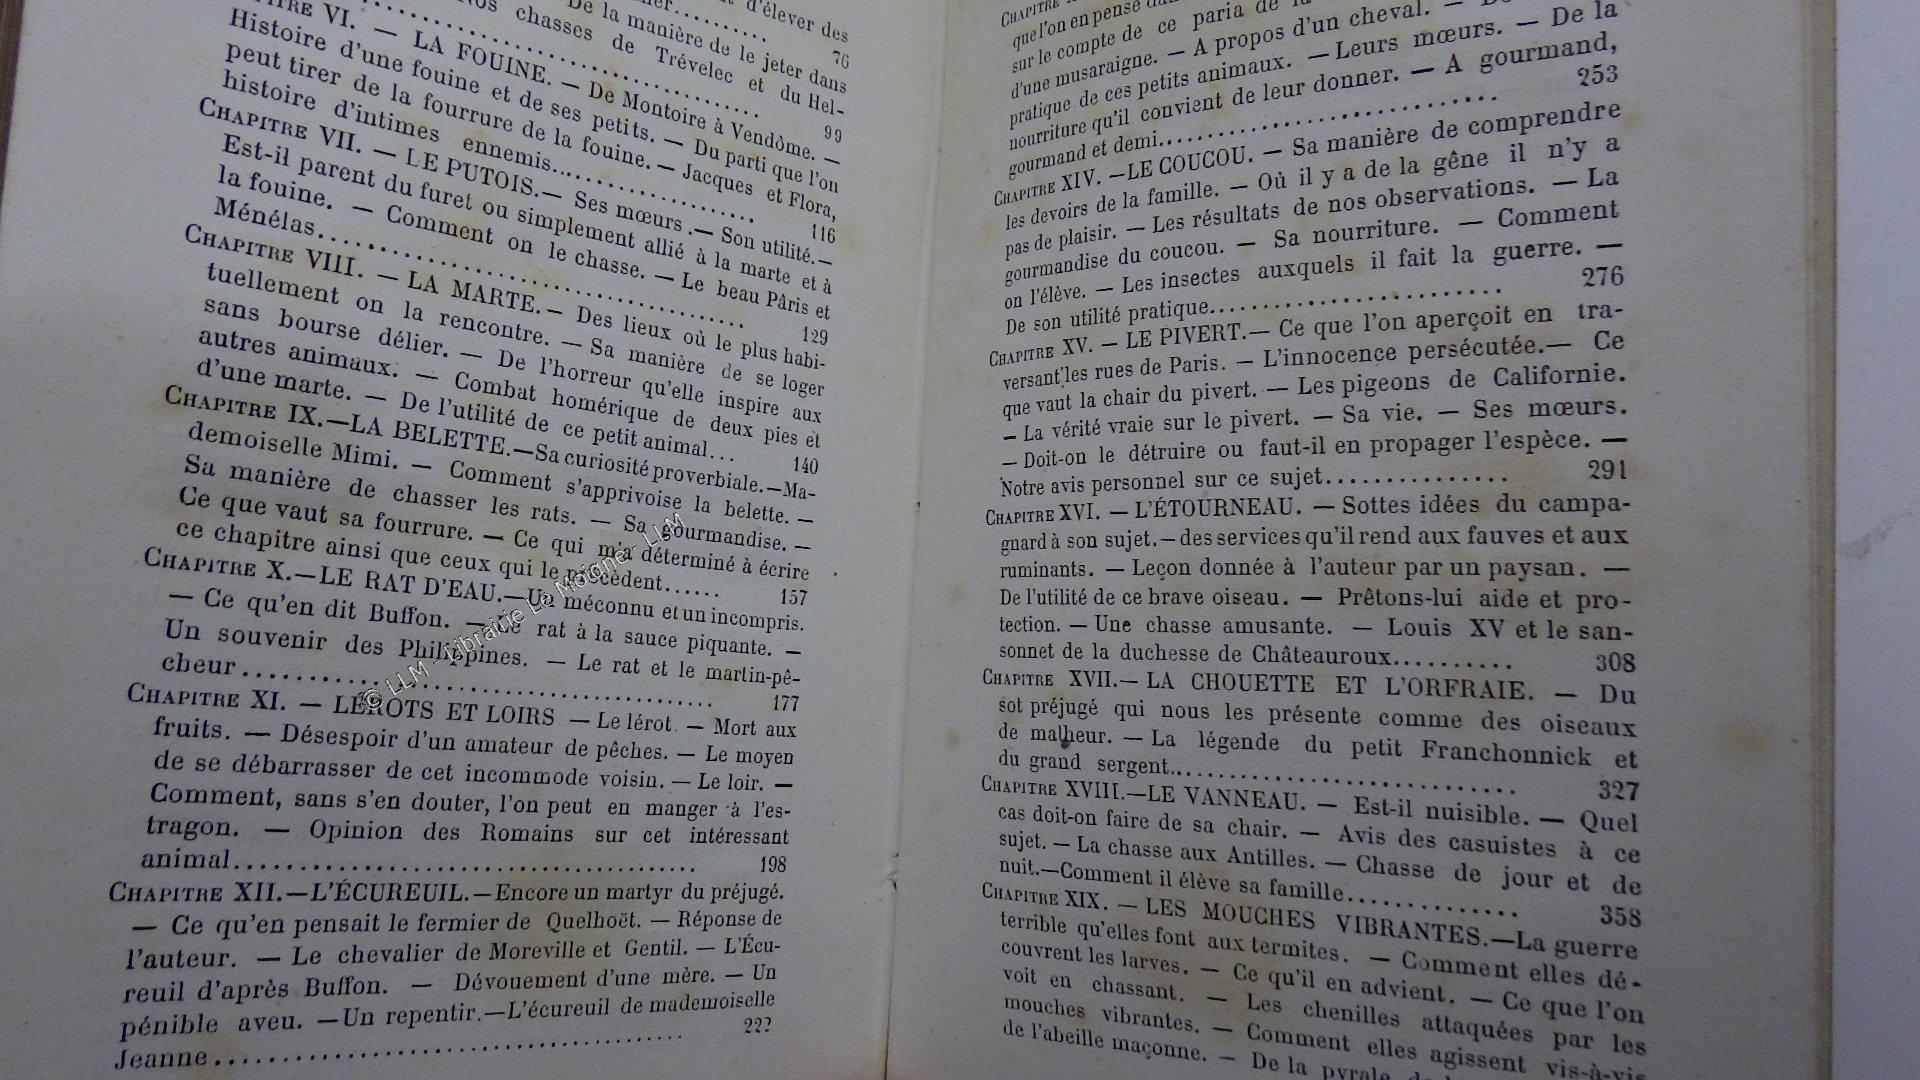 d'élever des
76
De la manière de le jeter dans
Nos chasses de Trévelec et du Hel-
99
VI. — LA FOUINE. — De Montoire à Vendôme. —
Histoire d'une fouine et de ses petits. — Du parti que l'on
peut tirer de la fourrure de la fouine. — Jacques et Flora,
histoire d'intimes ennemis.... 116
CHAPITRE VII. — LE PUTOIS.— Ses mœurs.— Son utilité.—
Est-il parent du furet ou simplement allié à la marte et à
la fouine. — Comment on le chasse. — Le beau Pâris et
Ménélas.... 129
CHAPITRE VIII. — LA MARTE.— Des lieux où le plus habi-
tuellement on la rencontre. — Sa manière de se loger
sans bourse délier. — De l'horreur qu'elle inspire aux
autres animaux. — Combat homérique de deux pies et
d'une marte. — De l'utilité de ce petit animal... 140
CHAPITRE IX.—LA BELETTE.—Sa curiosité proverbiale.—Ma-
demoiselle Mimi. — Comment s'apprivoise la belette. —
Sa manière de chasser les rats. — Sa gourmandise. —
Ce que vaut sa fourrure. — Ce qui m'a déterminé à écrire
ce chapitre ainsi que ceux qui le précèdent...... 157
CHAPITRE X.—LE RAT D'EAU.—Un méconnu et un incompris.
— Ce qu'en dit Buffon. — Le rat à la sauce piquante. —
Un souvenir des Philippines. — Le rat et le martin-pê-
cheur.... 177
CHAPITRE XI. — LÉROTS ET LOIRS — Le lérot. — Mort aux
fruits. — Désespoir d'un amateur de pêches. — Le moyen
de se débarrasser de cet incommode voisin. — Le loir. —
Comment, sans s'en douter, l'on peut en manger à l'es-
tragon. — Opinion des Romains sur cet intéressant
animal.... 198
CHAPITRE XII.—L'ÉCUREUIL.—Encore un martyr du préjugé.
— Ce qu'en pensait le fermier de Quelhoët. — Réponse de
l'auteur. — Le chevalier de Moreville et Gentil. — L'Écu-
reuil d'après Buffon. — Dévouement d'une mère. — Un
pénible aveu. —Un repentir.—L'écureuil de mademoiselle
Jeanne.... 222
© LLM - Librairie Le Moigne - LLM
CHAPITRE
que l'on en pense
sur le compte de ce paria de
d'une musaraigne. — A propos d'un cheval. —
pratique de ces petits animaux. — Leurs mœurs. — De la
nourriture qu'il convient de leur donner. — A gourmand,
gourmand et demi.... 253
CHAPITRE XIV. —LE COUCOU. — Sa manière de comprendre
les devoirs de la famille. — Où il y a de la gêne il n'y a
pas de plaisir. — Les résultats de nos observations. — La
gourmandise du coucou. — Sa nourriture. — Comment
on l'élève. — Les insectes auxquels il fait la guerre. —
De son utilité pratique.... 276
CHAPITRE XV. — LE PIVERT.— Ce que l'on aperçoit en tra-
versant les rues de Paris. — L'innocence persécutée.— Ce
que vaut la chair du pivert. — Les pigeons de Californie.
— La vérité vraie sur le pivert. — Sa vie. — Ses mœurs.
— Doit-on le détruire ou faut-il en propager l'espèce. —
Notre avis personnel sur ce sujet.... 291
CHAPITRE XVI. — L'ÉTOURNEAU. — Sottes idées du campa-
gnard à son sujet.—des services qu'il rend aux fauves et aux
ruminants. — Leçon donnée à l'auteur par un paysan. —
De l'utilité de ce brave oiseau. — Prêtons-lui aide et pro-
tection. — Une chasse amusante. — Louis XV et le san-
sonnet de la duchesse de Châteauroux.... 308
CHAPITRE XVII.— LA CHOUETTE ET L'ORFRAIE. — Du
sot préjugé qui nous les présente comme des oiseaux
de malheur. — La légende du petit Franchonnick et
du grand sergent.... 327
CHAPITRE XVIII.—LE VANNEAU. — Est-il nuisible. — Quel
cas doit-on faire de sa chair. — Avis des casuistes à ce
sujet. — La chasse aux Antilles. — Chasse de jour et de
nuit.—Comment il élève sa famille.... 358
CHAPITRE XIX. — LES MOUCHES VIBRANTES.—La guerre
terrible qu'elles font aux termites. — Comment elles dé-
couvrent les larves. — Ce qu'il en advient. — Ce que l'on
voit en chassant. — Les chenilles attaquées par les
mouches vibrantes. — Comment elles agissent vis-à-vis
de l'abeille maçonne. — De la pyrale